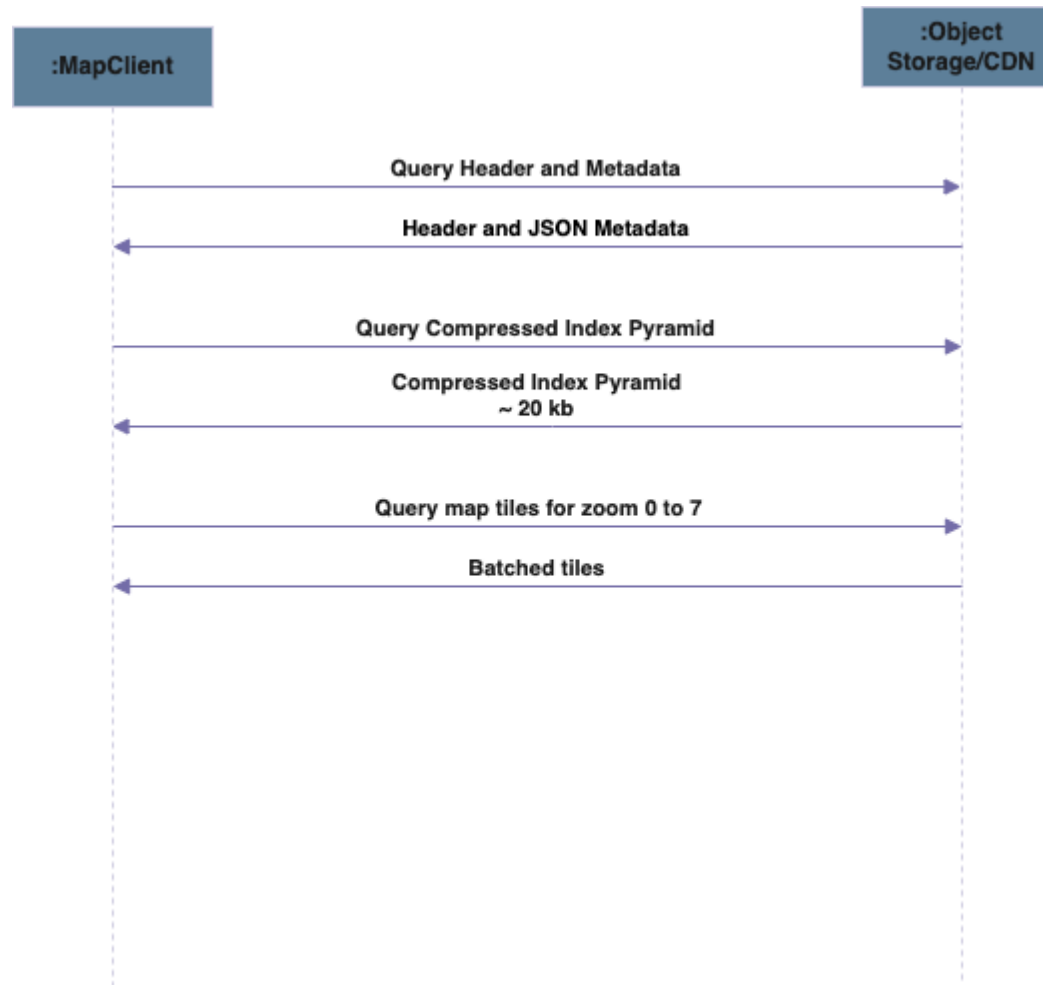 :MapClient
:Object
Storage/CDN
Query Header and Metadata
Header and JSON Metadata
Query Compressed Index Pyramid
Compressed Index Pyramid
~ 20 kb
Query map tiles for zoom 0 to 7
Batched tiles